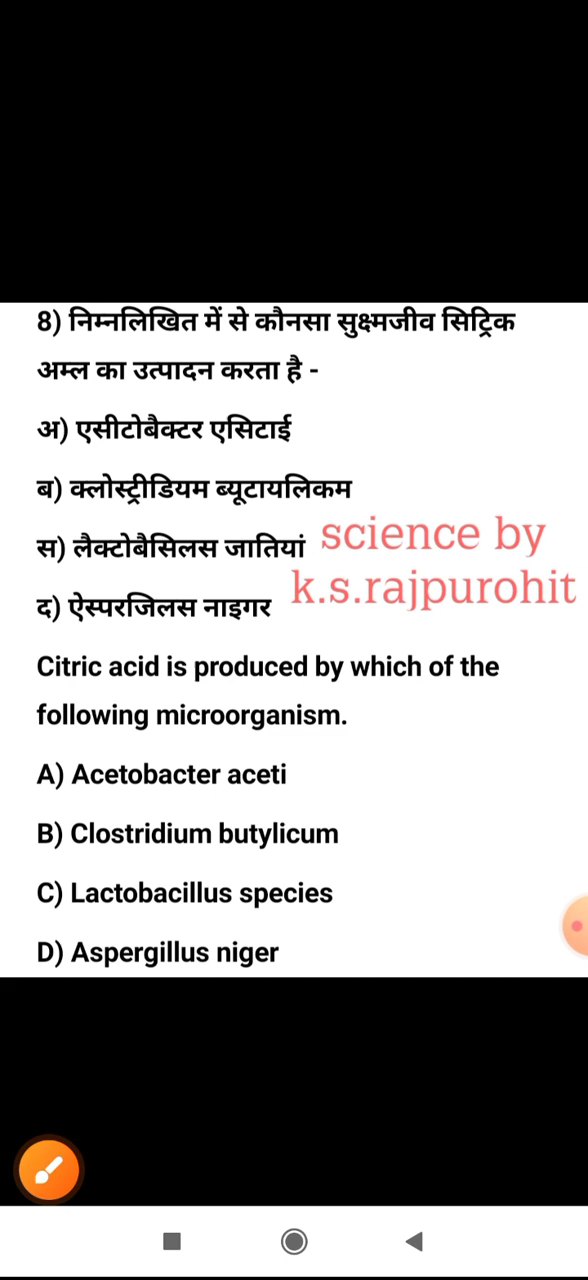 8) निम्नलिखित में से कौनसा सुक्ष्मजीव सिट्रिक
अम्ल का उत्पादन करता है -
अ) एसीटोबैक्टर एसिटाई
ब) क्लोस्ट्रीडियम ब्यूटायलिकम
स) लैक्टोबैसिलस जातियां
science by
द) ऐस्परजिलस नाइगर
k.s.rajpurohit
Citric acid is produced by which of the
following microorganism.
A) Acetobacter aceti
B) Clostridium butylicum
C) Lactobacillus species
D) Aspergillus niger